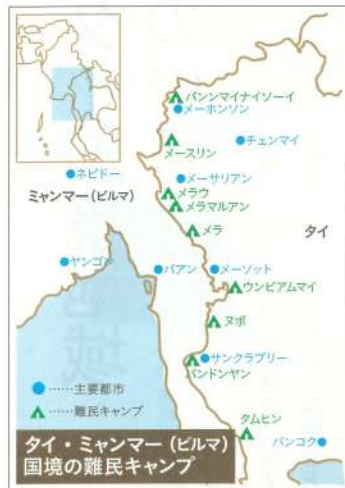 バンンマイナイソーイ
メーホンソン
メースリン
チェンマイ
ネピドー
メーサリアン
ミャンマー（ビルマ）
メラウ
メラマルアン
メラ
タイ
ヤンゴン
パアン
メーソット
ウンピアムマイ
ヌポ
サンクラブリー
バンドンヤン
……主要都市
……難民キャンプ
タムヒン
バンコク
タイ・ミャンマー（ビルマ）
国境の難民キャンプ